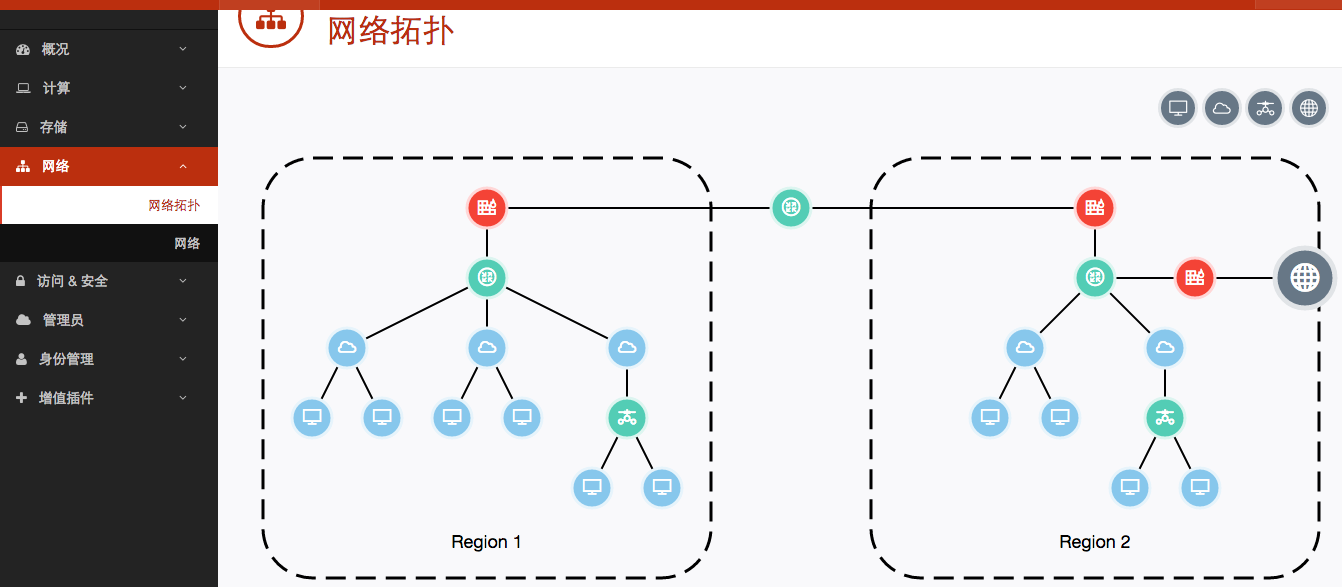 网络拓扑
概况
计算
存储
网络
网络拓扑
网络
访问 & 安全
管理员
身份管理
增值插件
Region 1
Region 2